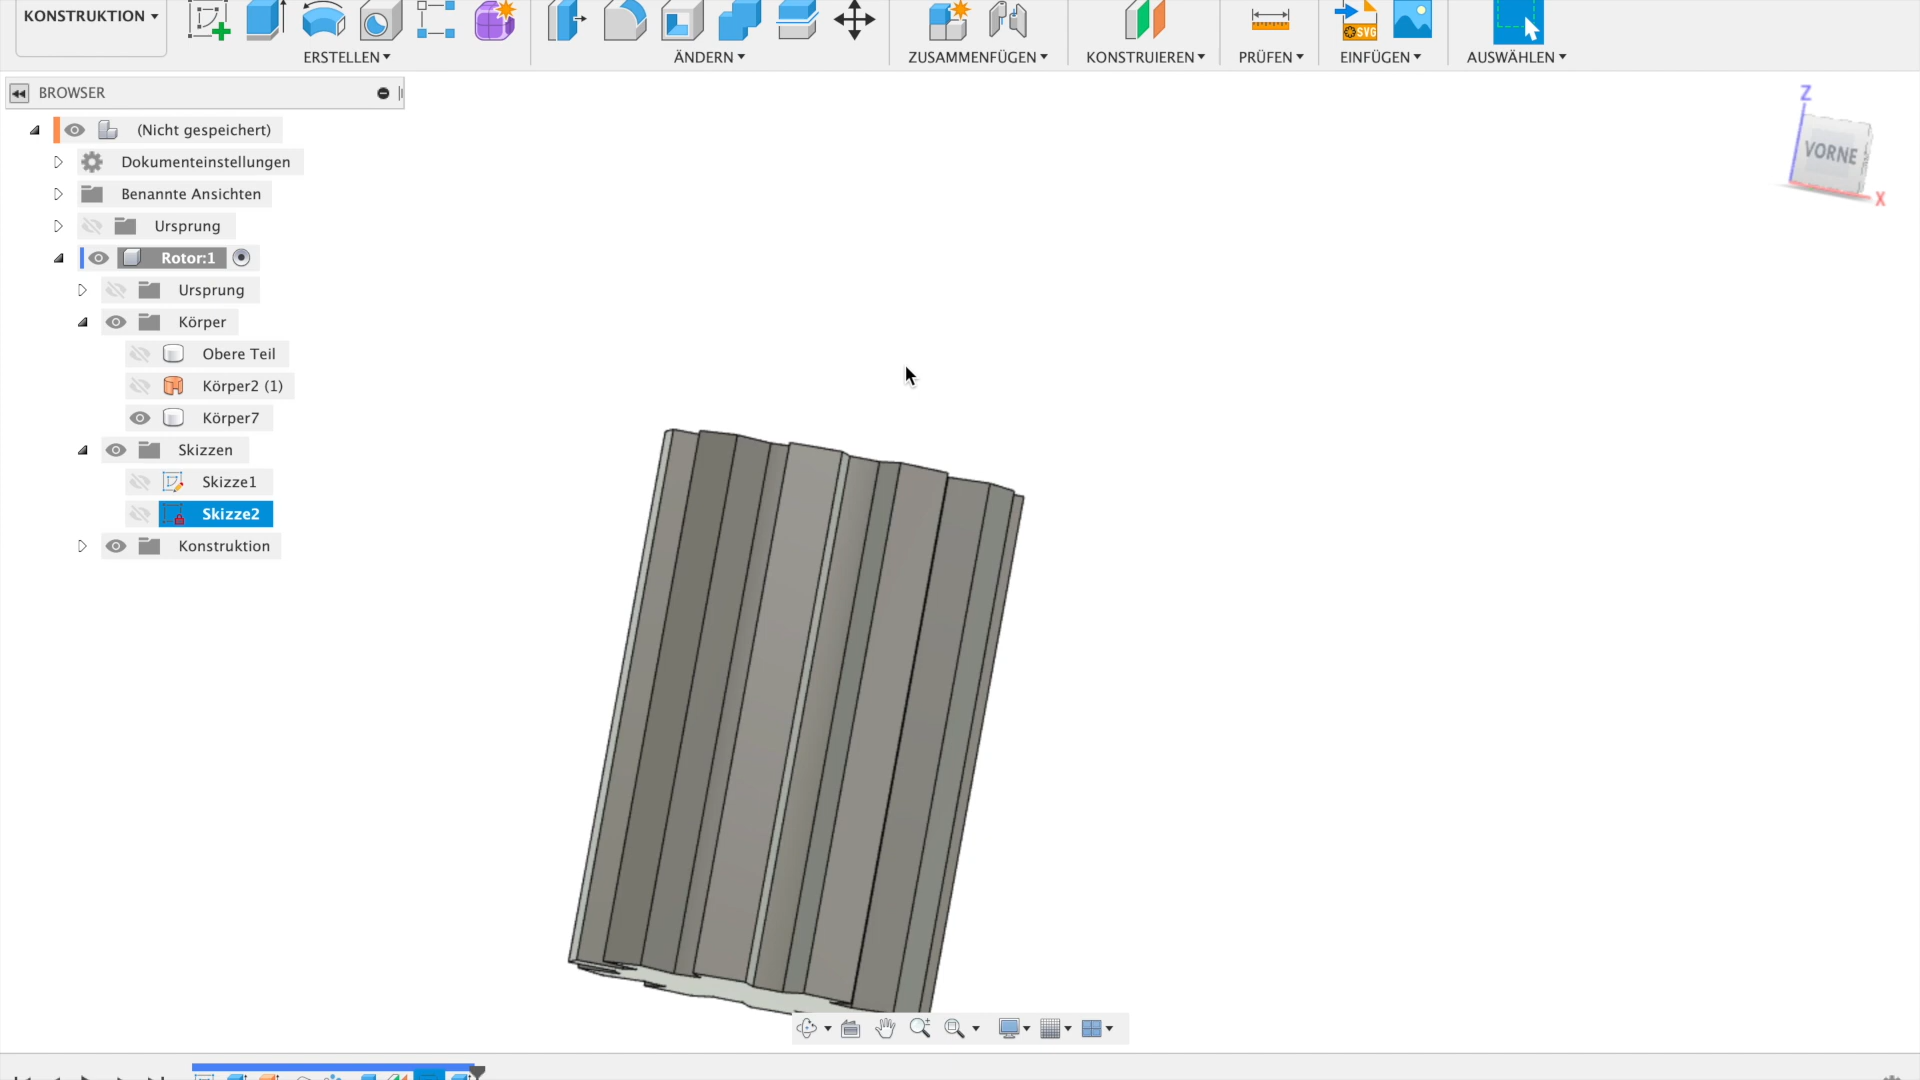 KONSTRUKTION
ERSTELLEN
ÄNDERN
ZUSAMMENFÜGEN
KONSTRUIEREN
PRÜFEN
SVG
EINFÜGEN
AUSWÄHLEN
BROWSER
(Nicht gespeichert)
Dokumenteinstellungen
Benannte Ansichten
Ursprung
Rotor:1
Ursprung
Körper
Obere Teil
Körper2 (1)
Körper7
Skizzen
Skizze1
Skizze2
Konstruktion
Z
VORNE
X